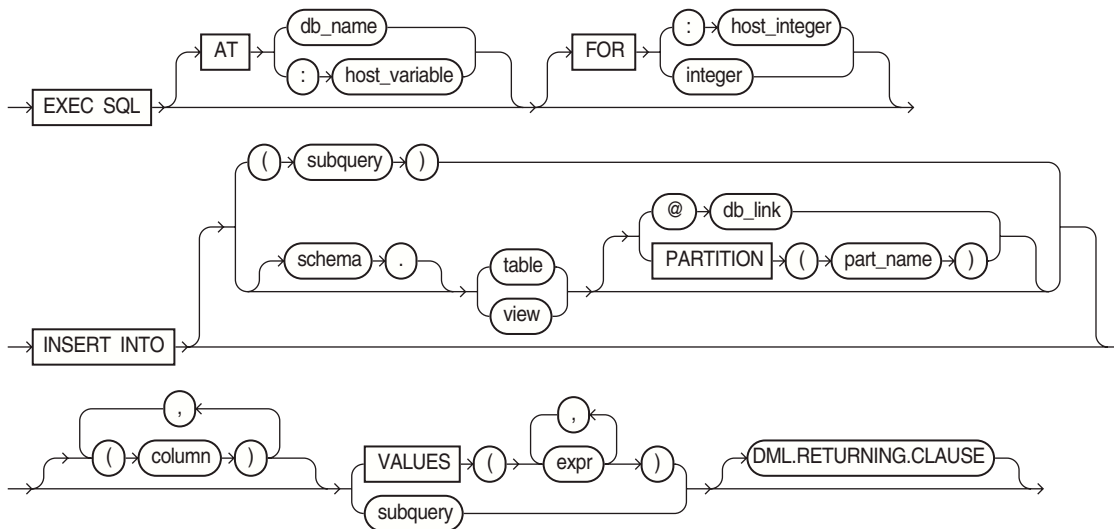 AT db_name FOR : host_integer
: host_variable integer
EXEC SQL
( subquery )
@ db_link
schema . table PARTITION ( part_name )
view
INSERT INTO
, ,
( column ) VALUES ( expr ) DML.RETURNING.CLAUSE
subquery